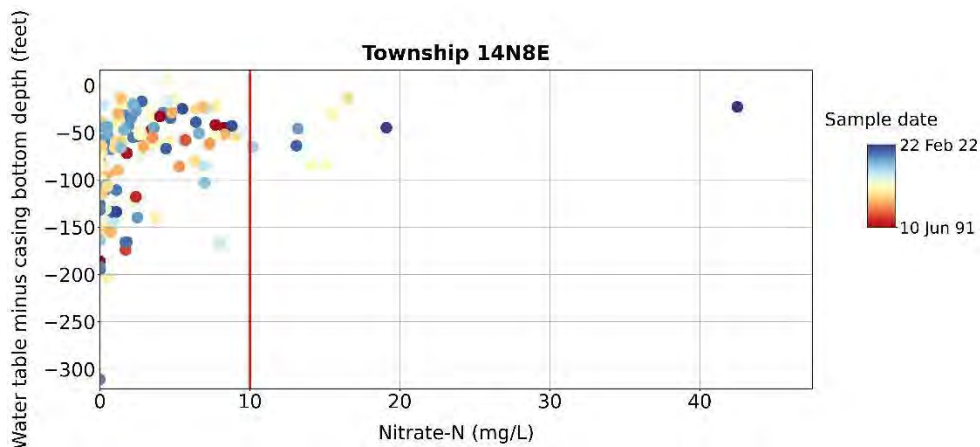 Township 14N8E
Water table minus casing bottom depth (feet)
0
−50
−100
−150
−200
−250
−300
0
10
20
30
40
Nitrate-N (mg/L)
Sample date
22 Feb 22
10 Jun 91